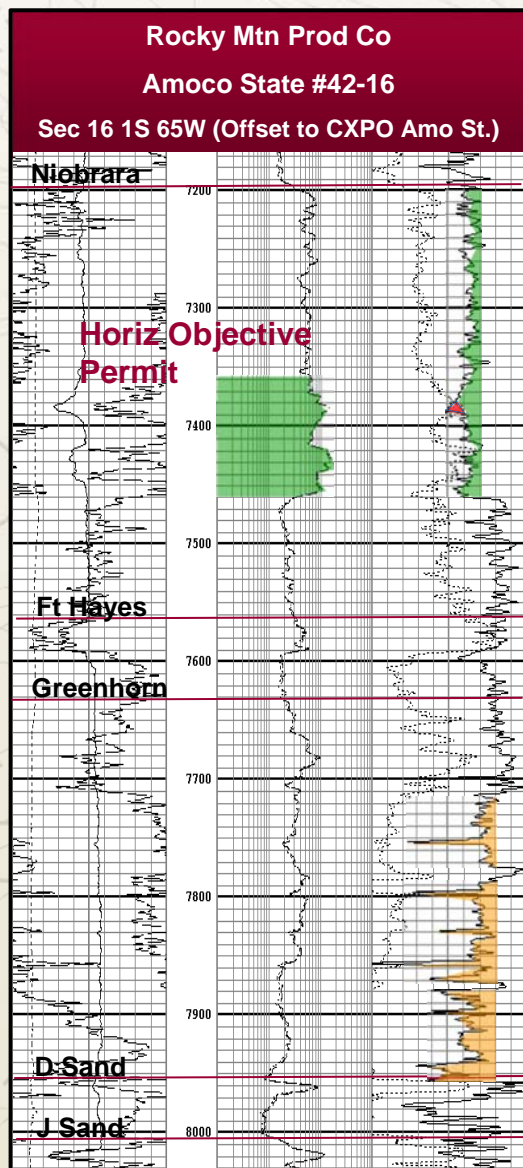 Rocky Mtn Prod Co
Amoco State #42-16
Sec 16 1S 65W (Offset to CXPO Amo St.)
Niobrara
7200
7300
Horiz Objective
Permit
7400
7500
Ft Hayes
7600
Greenhorn
7700
7800
7900
D Sand
J Sand
8000